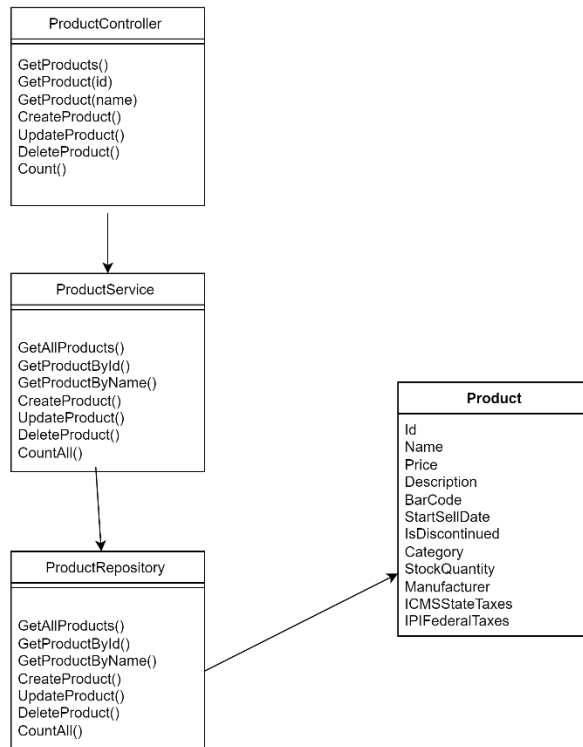 ProductController
GetProducts()
GetProduct(id)
GetProduct(name)
CreateProduct()
UpdateProduct()
DeleteProduct()
Count()
ProductService
GetAllProducts()
GetProductById()
GetProductByName()
CreateProduct()
UpdateProduct()
DeleteProduct()
CountAll()
ProductRepository
GetAllProducts()
GetProductById()
GetProductByName()
CreateProduct()
UpdateProduct()
DeleteProduct()
CountAll()
Product
Id
Name
Price
Description
BarCode
StartSellDate
IsDiscontinued
Category
StockQuantity
Manufacturer
ICMSStateTaxes
IPIFederalTaxes